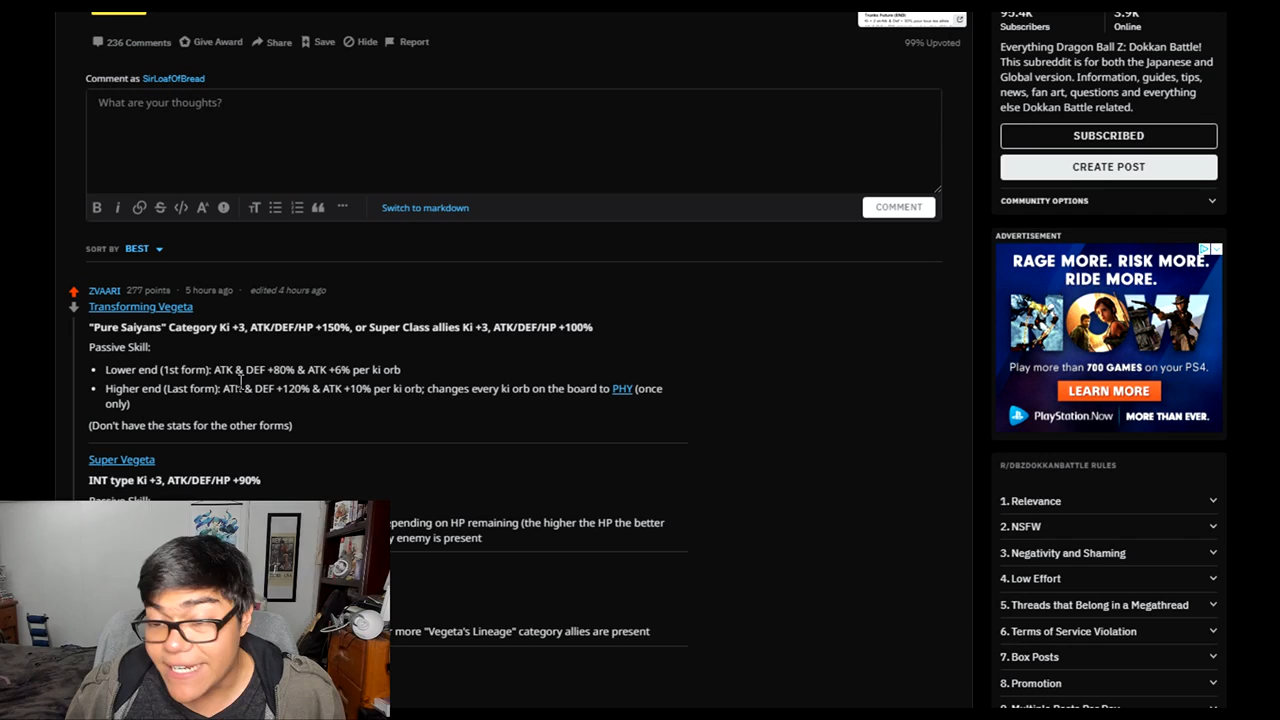 Trunks Future (END)
236 Comments Give Award Share Save Hide Report
99% Upvoted
Comment as SirLoafOfBread
What are your thoughts?
B i A Switch to markdown
COMMENT
SORT BY BEST
ZVAARI 277 points · 5 hours ago · edited 4 hours ago
Transforming Vegeta
"Pure Saiyans" Category Ki +3, ATK/DEF/HP +150%, or Super Class allies Ki +3, ATK/DEF/HP +100%
Passive Skill:
• Lower end (1st form): ATK & DEF +80% & ATK +6% per ki orb
• Higher end (Last form): ATK & DEF +120% & ATK +10% per ki orb; changes every ki orb on the board to PHY (once
only)
(Don't have the stats for the other forms)
Super Vegeta
INT type Ki +3, ATK/DEF/HP +90%
Passive Skill:
pending on HP remaining (the higher the HP the better
y enemy is present
r more "Vegeta's Lineage" category allies are present
95.4k 3.9k
Subscribers Online
Everything Dragon Ball Z: Dokkan Battle!
This subreddit is for both the Japanese and
Global version. Information, guides, tips,
news, fan art, questions and everything
else Dokkan Battle related.
SUBSCRIBED
CREATE POST
COMMUNITY OPTIONS
ADVERTISEMENT
RAGE MORE. RISK MORE.
RIDE MORE.
NOW
Play more than 700 GAMES on your PS4.
LEARN MORE
PlayStation.Now MORE THAN EVER.
R/DBZDOKKANBATTLE RULES
1. Relevance
2. NSFW
3. Negativity and Shaming
4. Low Effort
5. Threads that Belong in a Megathread
6. Terms of Service Violation
7. Box Posts
8. Promotion